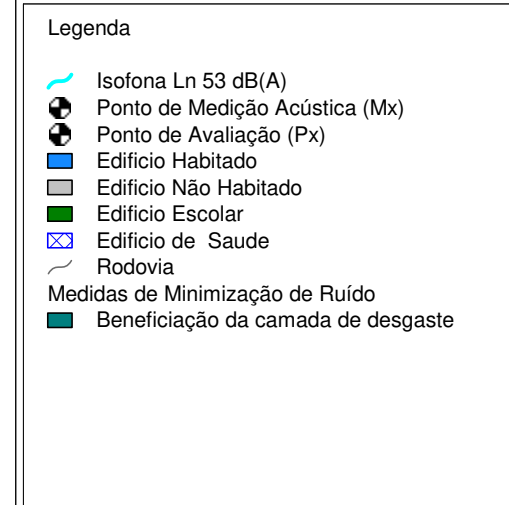 Legenda
Isofona Ln 53 dB(A)
Ponto de Medição Acústica (Mx)
Ponto de Avaliação (Px)
Edificio Habitado
Edificio Não Habitado
Edificio Escolar
Edificio de Saude
Rodovia
Medidas de Minimização de Ruído
Beneficiação da camada de desgaste